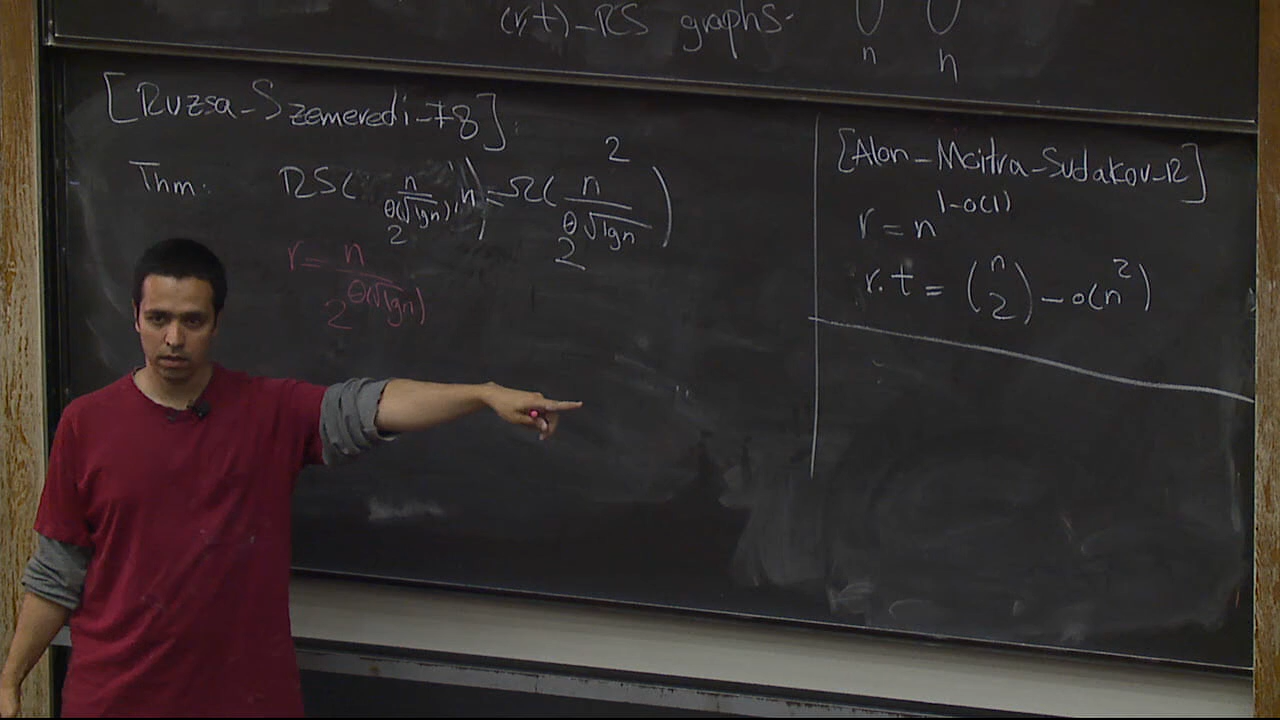 (r,t)-RS graphs.
n n
[Ruzsa-Szemeredi-78].
Thm: RS( n / 2^θ(√lgn) , n ) = Ω( n^2 / 2^θ√lgn )
r = n / 2^θ(√lgn)
[Alon-Moitra-Sudakov-R]
r = n^1-o(1)
r.t = (n 2) - o(n^2)